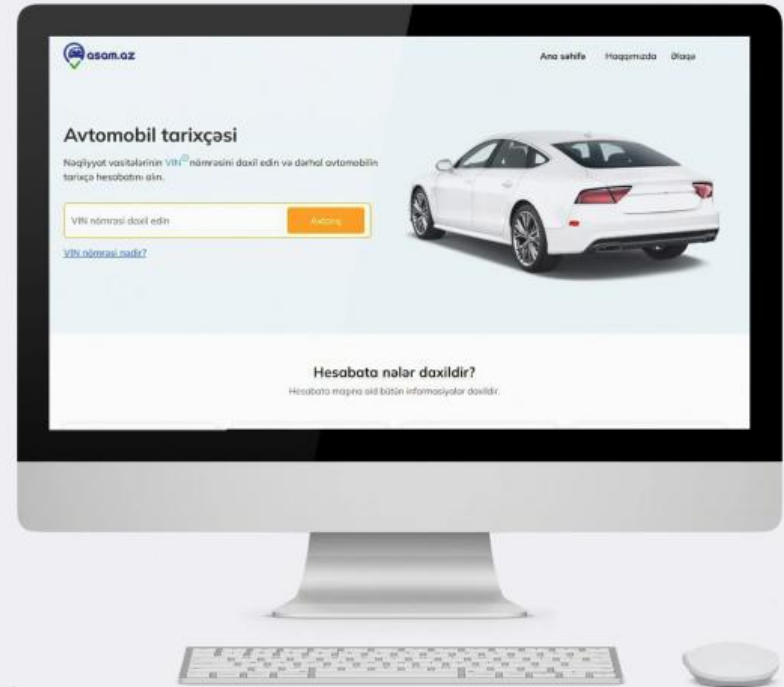 asam.az
Ana səhifə Haqqımızda Əlaqə
Avtomobil tarixçəsi
Nəqliyyat vasitələrinin VIN nömrəsini daxil edin və dərhal avtomobilin
tarixçə hesabatını alın.
VIN nömrəsi daxil edin
Axtarış
VIN nömrəsi nədir?
Hesabata nələr daxildir?
Hesabata maşına aid bütün informasiyalar daxildir.